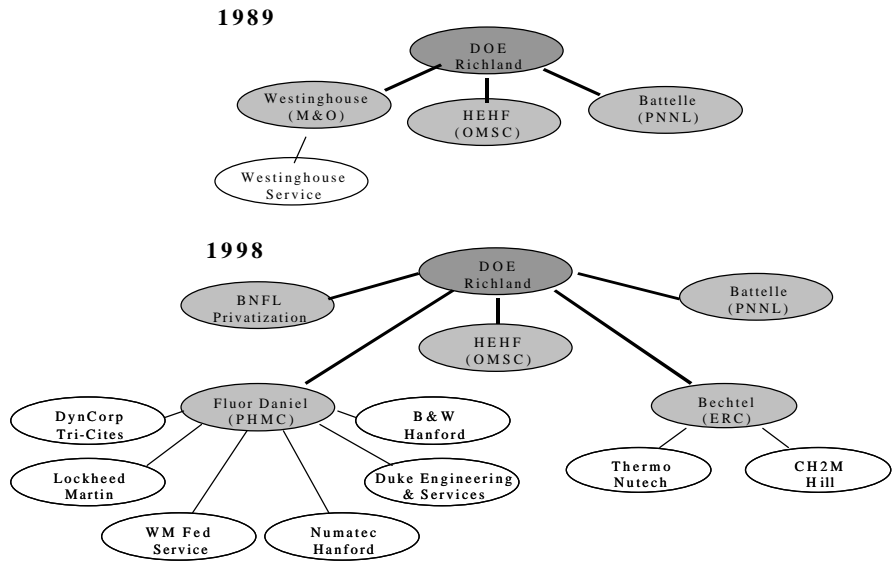 1989
DOE
Richland
Westinghouse
(M&O)
HEHF
(OMSC)
Battelle
(PNNL)
Westinghouse
Service
1998
DOE
Richland
BNFL
Privatization
Battelle
(PNNL)
HEHF
(OMSC)
Fluor Daniel
(PHMC)
Bechtel
(ERC)
DynCorp
Tri-Cites
B&W
Hanford
Lockheed
Martin
Duke Engineering
& Services
Thermo
Nutech
CH2M
Hill
WM Fed
Service
Numatec
Hanford